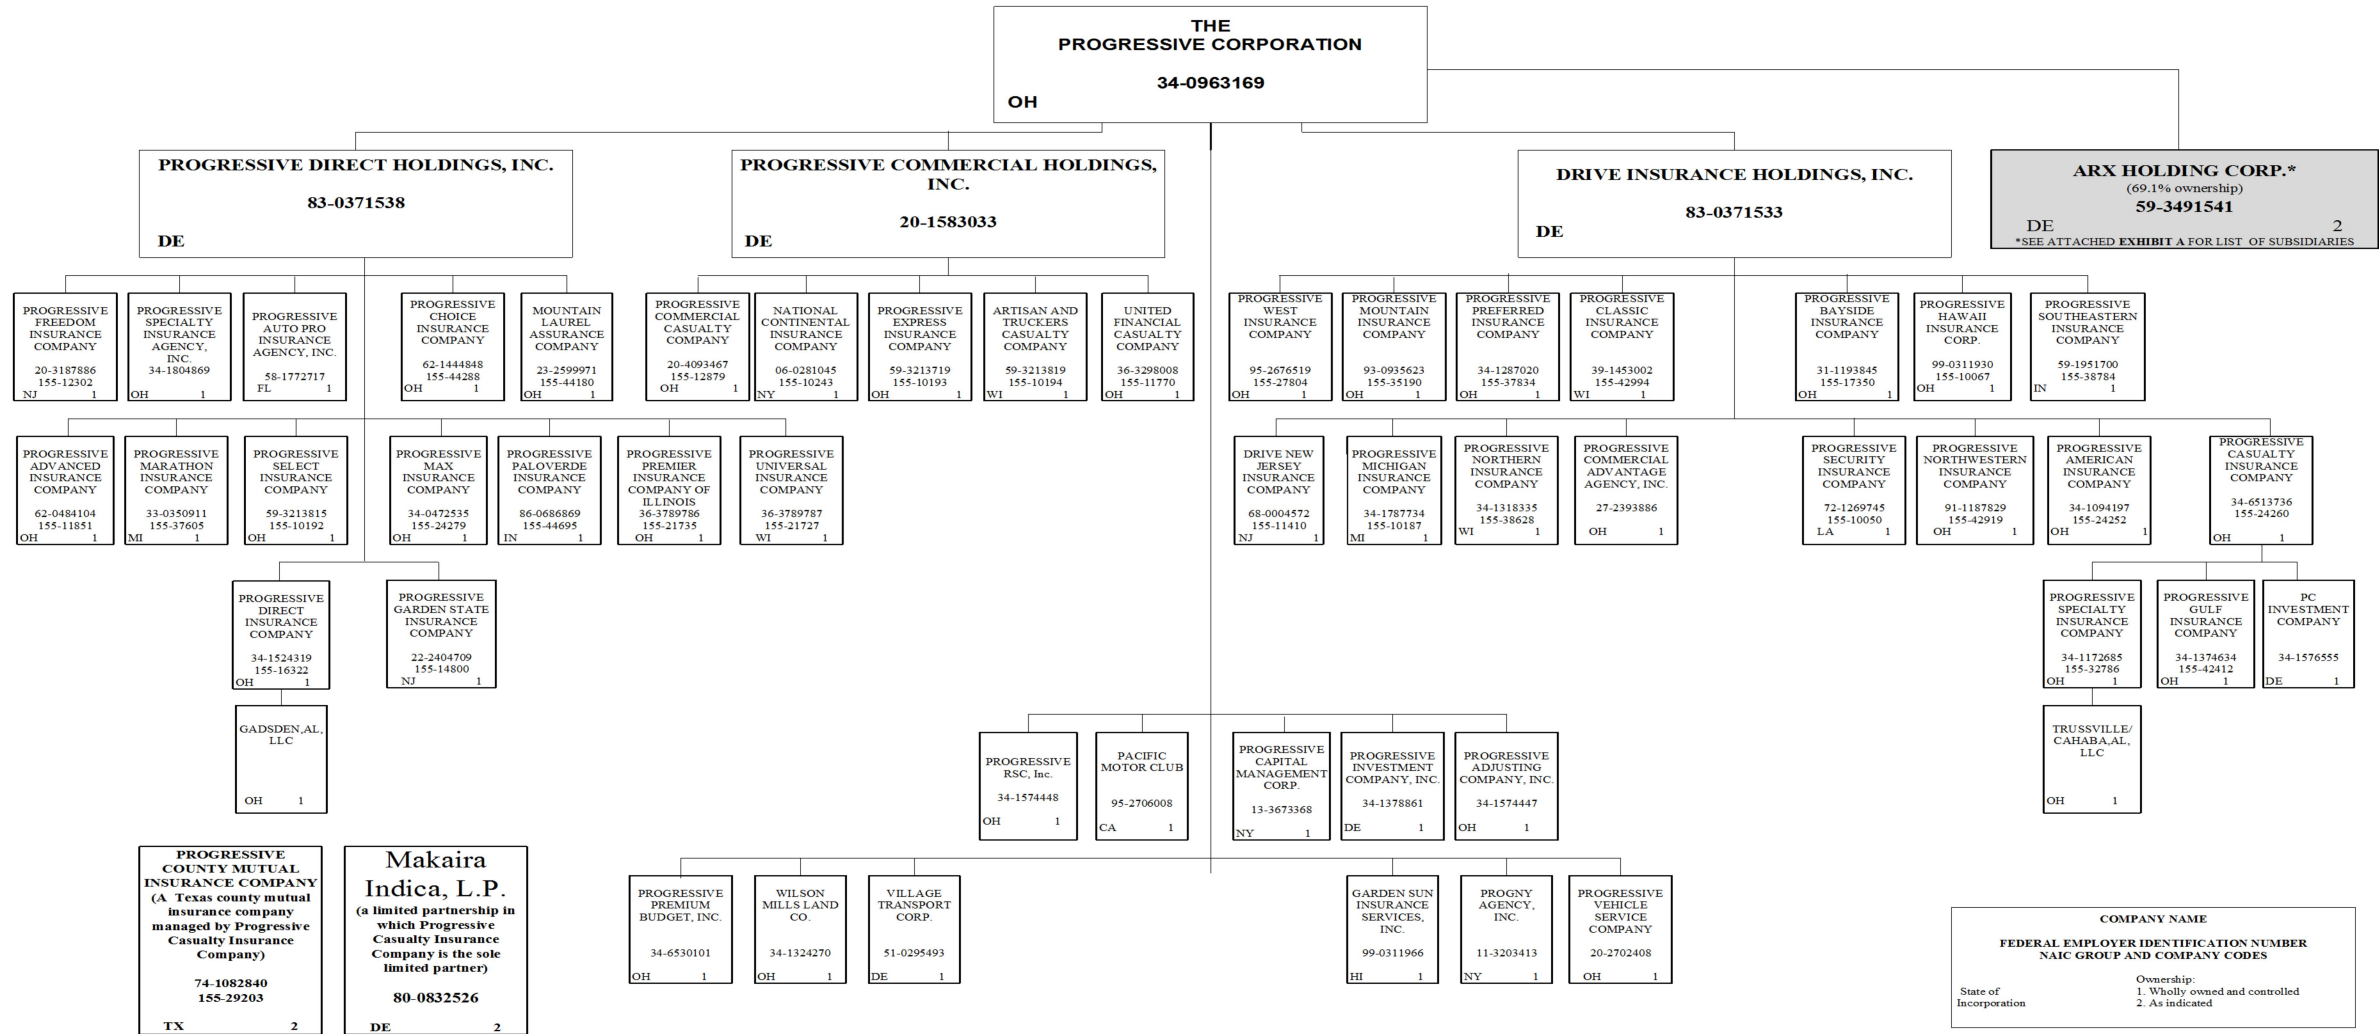 THE
PROGRESSIVE CORPORATION
34-0963169
OH
PROGRESSIVE DIRECT HOLDINGS, INC.
83-0371538
DE
PROGRESSIVE COMMERCIAL HOLDINGS,
INC.
20-1583033
DE
DRIVE INSURANCE HOLDINGS, INC.
83-0371533
DE
ARX HOLDING CORP.*
(69.1% ownership)
59-3491541
DE 2
*SEE ATTACHED EXHIBIT A FOR LIST OF SUBSIDIARIES
PROGRESSIVE
FREEDOM
INSURANCE
COMPANY
20-3187886
155-12302
NJ 1
PROGRESSIVE
SPECIALTY
INSURANCE
AGENCY,
INC.
34-1804869
OH 1
PROGRESSIVE
AUTO PRO
INSURANCE
AGENCY, INC.
58-1772717
FL 1
PROGRESSIVE
CHOICE
INSURANCE
COMPANY
62-1444848
155-44288
OH 1
MOUNTAIN
LAUREL
ASSURANCE
COMPANY
23-2599971
155-44180
OH 1
PROGRESSIVE
COMMERCIAL
CASUALTY
COMPANY
20-4093467
155-12879
OH 1
NATIONAL
CONTINENTAL
INSURANCE
COMPANY
06-0281045
155-10243
NY 1
PROGRESSIVE
EXPRESS
INSURANCE
COMPANY
59-3213719
155-10193
OH 1
ARTISAN AND
TRUCKERS
CASUALTY
COMPANY
59-3213819
155-10194
WI 1
UNITED
FINANCIAL
CASUALTY
COMPANY
36-3298008
155-11770
OH 1
PROGRESSIVE
WEST
INSURANCE
COMPANY
95-2676519
155-27804
OH 1
PROGRESSIVE
MOUNTAIN
INSURANCE
COMPANY
93-0935623
155-35190
OH 1
PROGRESSIVE
PREFERRED
INSURANCE
COMPANY
34-1287020
155-37834
OH 1
PROGRESSIVE
CLASSIC
INSURANCE
COMPANY
39-1453002
155-42994
WI 1
PROGRESSIVE
BAYSIDE
INSURANCE
COMPANY
31-1193845
155-17350
OH 1
PROGRESSIVE
HAWAII
INSURANCE
CORP.
99-0311930
155-10067
OH 1
PROGRESSIVE
SOUTHEASTERN
INSURANCE
COMPANY
59-1951700
155-38784
IN 1
PROGRESSIVE
ADVANCED
INSURANCE
COMPANY
62-0484104
155-11851
OH 1
PROGRESSIVE
MARATHON
INSURANCE
COMPANY
33-0350911
155-37605
MI 1
PROGRESSIVE
SELECT
INSURANCE
COMPANY
59-3213815
155-10192
OH 1
PROGRESSIVE
MAX
INSURANCE
COMPANY
34-0472535
155-24279
OH 1
PROGRESSIVE
PALOVERDE
INSURANCE
COMPANY
86-0686869
155-44695
IN 1
PROGRESSIVE
PREMIER
INSURANCE
COMPANY OF
ILLINOIS
36-3789786
155-21735
OH 1
PROGRESSIVE
UNIVERSAL
INSURANCE
COMPANY
36-3789787
155-21727
WI 1
DRIVE NEW
JERSEY
INSURANCE
COMPANY
68-0004572
155-11410
NJ 1
PROGRESSIVE
MICHIGAN
INSURANCE
COMPANY
34-1787734
155-10187
MI 1
PROGRESSIVE
NORTHERN
INSURANCE
COMPANY
34-1318335
155-38628
WI 1
PROGRESSIVE
COMMERCIAL
ADVANTAGE
AGENCY, INC.
27-2393886
OH 1
PROGRESSIVE
SECURITY
INSURANCE
COMPANY
72-1269745
155-10050
LA 1
PROGRESSIVE
NORTHWESTERN
INSURANCE
COMPANY
91-1187829
155-42919
OH 1
PROGRESSIVE
AMERICAN
INSURANCE
COMPANY
34-1094197
155-24252
OH 1
PROGRESSIVE
CASUALTY
INSURANCE
COMPANY
34-6513736
155-24260
OH 1
PROGRESSIVE
DIRECT
INSURANCE
COMPANY
34-1524319
155-16322
OH 1
PROGRESSIVE
GARDEN STATE
INSURANCE
COMPANY
22-2404709
155-14800
NJ 1
PROGRESSIVE
SPECIALTY
INSURANCE
COMPANY
34-1172685
155-32786
OH 1
PROGRESSIVE
GULF
INSURANCE
COMPANY
34-1374634
155-42412
OH 1
PC
INVESTMENT
COMPANY
34-1576555
DE 1
GADSDEN,AL,
LLC
OH 1
TRUSSVILLE/
CAHABA,AL,
LLC
OH 1
PROGRESSIVE
RSC, Inc.
34-1574448
OH 1
PACIFIC
MOTOR CLUB
95-2706008
CA 1
PROGRESSIVE
CAPITAL
MANAGEMENT
CORP.
13-3673368
NY 1
PROGRESSIVE
INVESTMENT
COMPANY, INC.
34-1378861
DE 1
PROGRESSIVE
ADJUSTING
COMPANY, INC.
34-1574447
OH 1
PROGRESSIVE
COUNTY MUTUAL
INSURANCE COMPANY
(A Texas county mutual
insurance company
managed by Progressive
Casualty Insurance
Company)
74-1082840
155-29203
TX 2
Makaira
Indica, L.P.
(a limited partnership in
which Progressive
Casualty Insurance
Company is the sole
limited partner)
80-0832526
DE 2
PROGRESSIVE
PREMIUM
BUDGET, INC.
34-6530101
OH 1
WILSON
MILLS LAND
CO.
34-1324270
OH 1
VILLAGE
TRANSPORT
CORP.
51-0295493
DE 1
GARDEN SUN
INSURANCE
SERVICES,
INC.
99-0311966
HI 1
PROGNY
AGENCY,
INC.
11-3203413
NY 1
PROGRESSIVE
VEHICLE
SERVICE
COMPANY
20-2702408
OH 1
COMPANY NAME
FEDERAL EMPLOYER IDENTIFICATION NUMBER
NAIC GROUP AND COMPANY CODES
State of
Incorporation
Ownership:
1. Wholly owned and controlled
2. As indicated